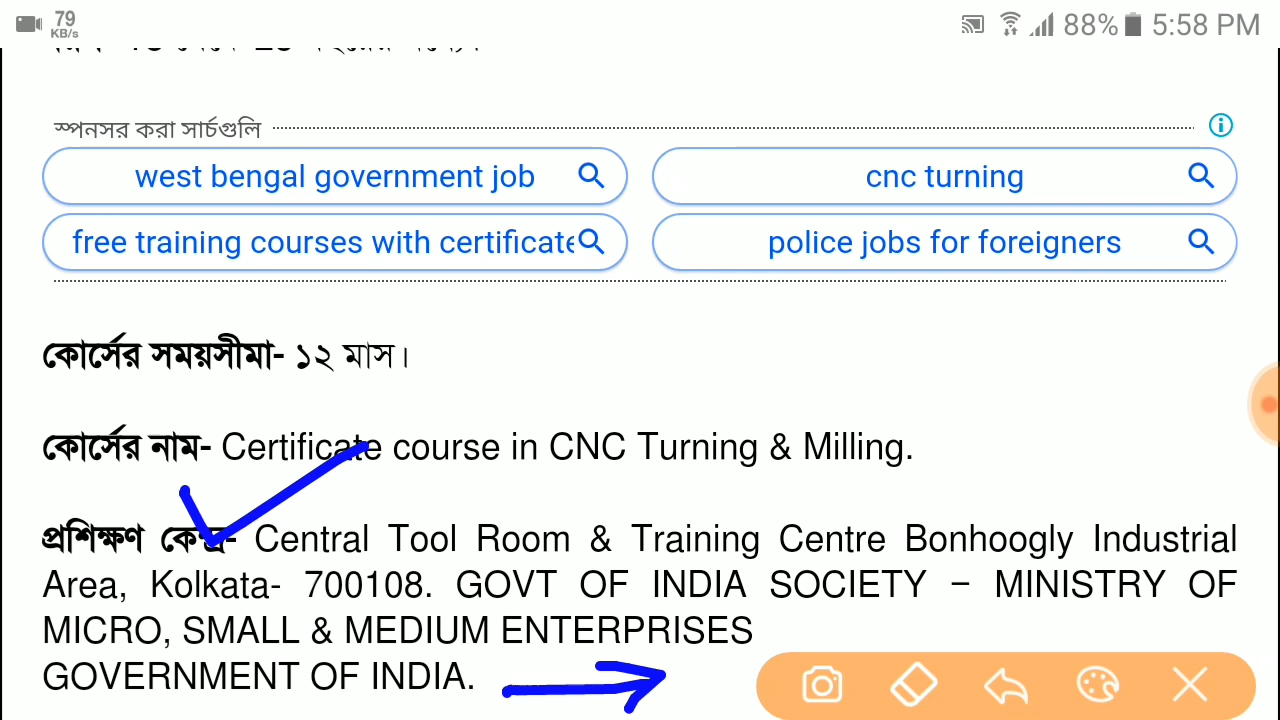 79
KB/s
88% 5:58 PM
স্পনসর করা সার্চগুলি
west bengal government job
cnc turning
free training courses with certificate
police jobs for foreigners
কোর্সের সময়সীমা- ১২ মাস।
কোর্সের নাম- Certificate course in CNC Turning & Milling.
প্রশিক্ষণ কেন্দ্র- Central Tool Room & Training Centre Bonhoogly Industrial
Area, Kolkata- 700108. GOVT OF INDIA SOCIETY – MINISTRY OF
MICRO, SMALL & MEDIUM ENTERPRISES
GOVERNMENT OF INDIA.